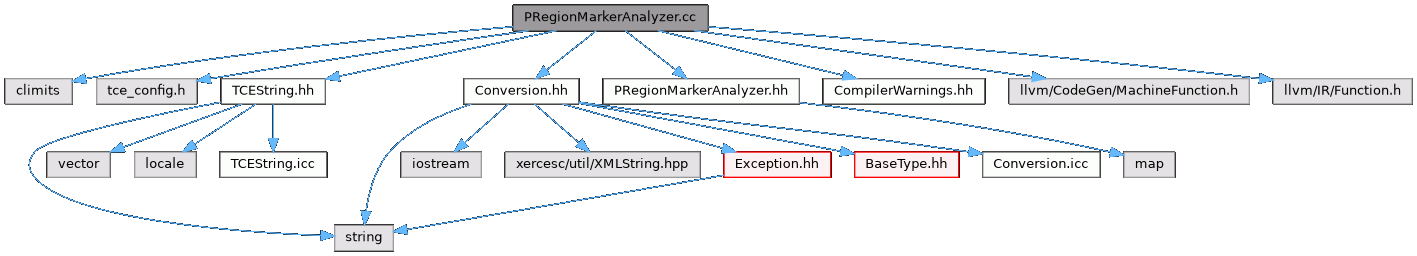 PRegionMarkerAnalyzer.cc
climits
tce_config.h
TCEString.hh
Conversion.hh
PRegionMarkerAnalyzer.hh
CompilerWarnings.hh
llvm/CodeGen/MachineFunction.h
llvm/IR/Function.h
vector
locale
TCEString.icc
iostream
xercesc/util/XMLString.hpp
Exception.hh
BaseType.hh
Conversion.icc
map
string